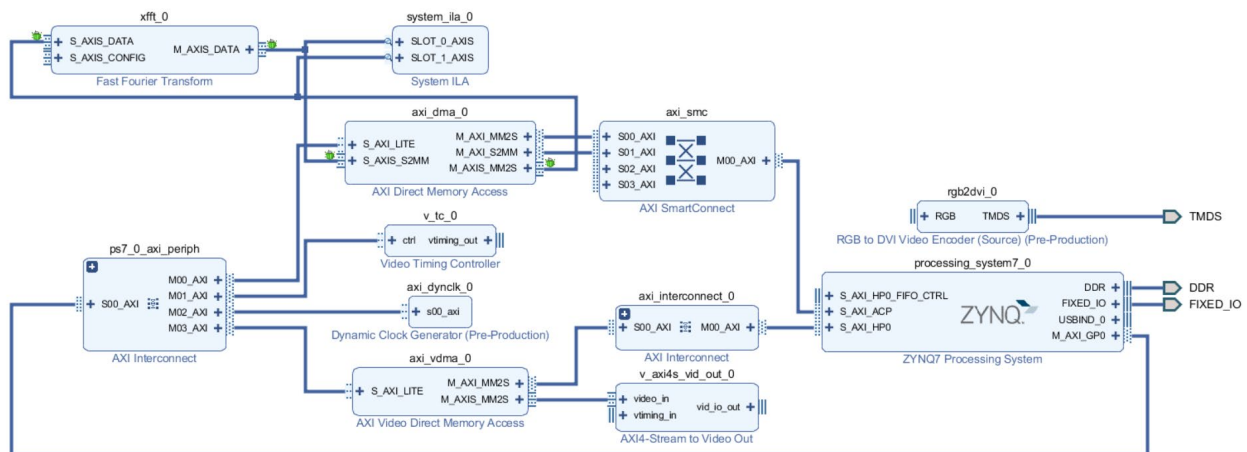 xfft_0
S_AXIS_DATA
S_AXIS_CONFIG
M_AXIS_DATA
Fast Fourier Transform
system_ila_0
SLOT_0_AXIS
SLOT_1_AXIS
System ILA
axi_dma_0
S_AXI_LITE
S_AXIS_S2MM
M_AXI_MM2S
M_AXI_S2MM
M_AXIS_MM2S
AXI Direct Memory Access
axi_smc
S00_AXI
S01_AXI
S02_AXI
S03_AXI
M00_AXI
AXI SmartConnect
rgb2dvi_0
RGB
TMDS
RGB to DVI Video Encoder (Source) (Pre-Production)
TMDS
v_tc_0
ctrl
vtiming_out
Video Timing Controller
ps7_0_axi_periph
S00_AXI
M00_AXI
M01_AXI
M02_AXI
M03_AXI
AXI Interconnect
axi_dynclk_0
s00_axi
Dynamic Clock Generator (Pre-Production)
axi_interconnect_0
S00_AXI
M00_AXI
AXI Interconnect
processing_system7_0
S_AXI_HP0_FIFO_CTRL
S_AXI_ACP
S_AXI_HP0
ZYNQ
DDR
FIXED_IO
USBIND_0
M_AXI_GP0
ZYNQ7 Processing System
DDR
FIXED_IO
axi_vdma_0
S_AXI_LITE
M_AXI_MM2S
M_AXIS_MM2S
AXI Video Direct Memory Access
v_axi4s_vid_out_0
video_in
vtiming_in
vid_io_out
AXI4-Stream to Video Out